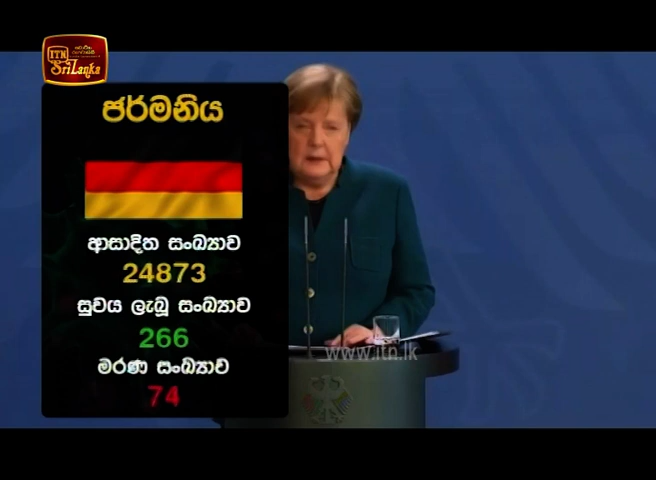 ITN
SriLanka
ජර්මනිය
ආසාදිත සංඛ්‍යාව
24873
සුවය ලැබූ සංඛ්‍යාව
266
මරණ සංඛ්‍යාව
74
www.itn.lk